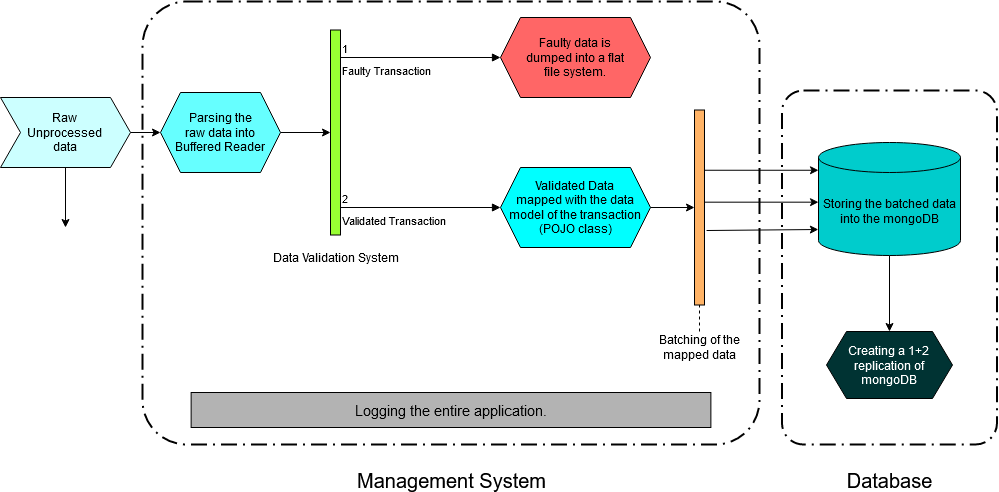 Raw
Unprocessed
data
Parsing the
raw data into
Buffered Reader
1
Faulty Transaction
2
Validated Transaction
Data Validation System
Faulty data is
dumped into a flat
file system.
Validated Data
mapped with the data
model of the transaction
(POJO class)
Batching of the
mapped data
Storing the batched data
into the mongoDB
Creating a 1+2
replication of
mongoDB
Logging the entire application.
Management System
Database